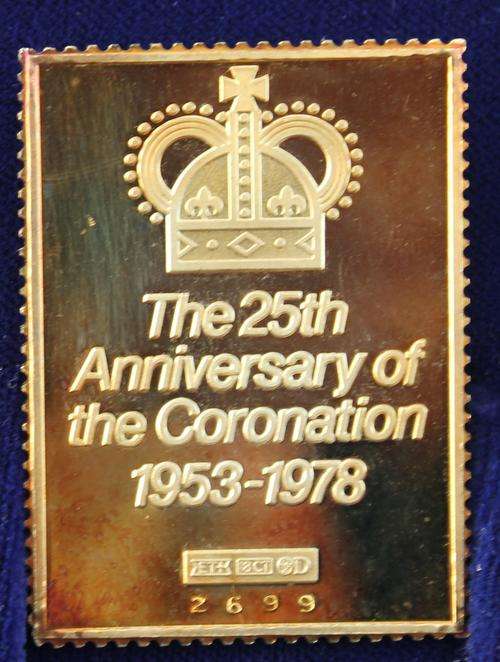 The 25th
Anniversary of
the Coronation
1953-1978
2699